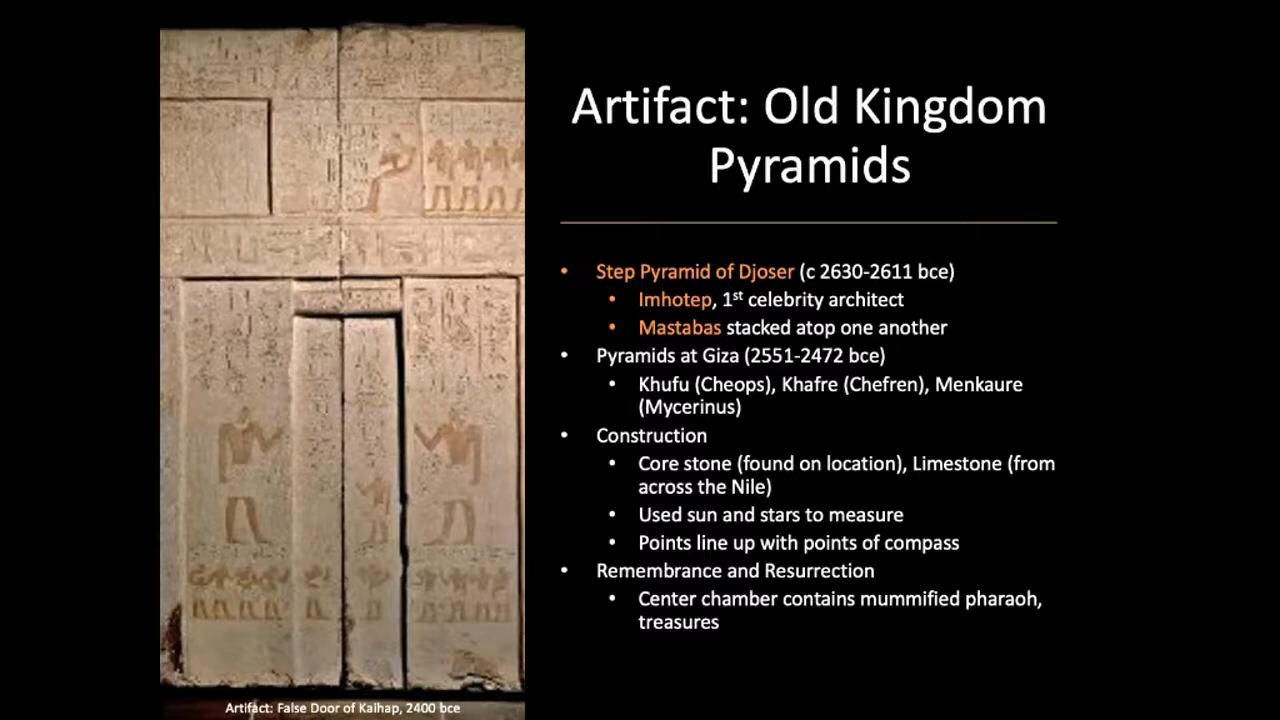 Artifact: Old Kingdom
Pyramids
• Step Pyramid of Djoser (c 2630-2611 bce)
• Imhotep, 1st celebrity architect
• Mastabas stacked atop one another
• Pyramids at Giza (2551-2472 bce)
• Khufu (Cheops), Khafre (Chefren), Menkaure
(Mycerinus)
• Construction
• Core stone (found on location), Limestone (from
across the Nile)
• Used sun and stars to measure
• Points line up with points of compass
• Remembrance and Resurrection
• Center chamber contains mummified pharaoh,
treasures
Artifact: False Door of Kaihap, 2400 bce